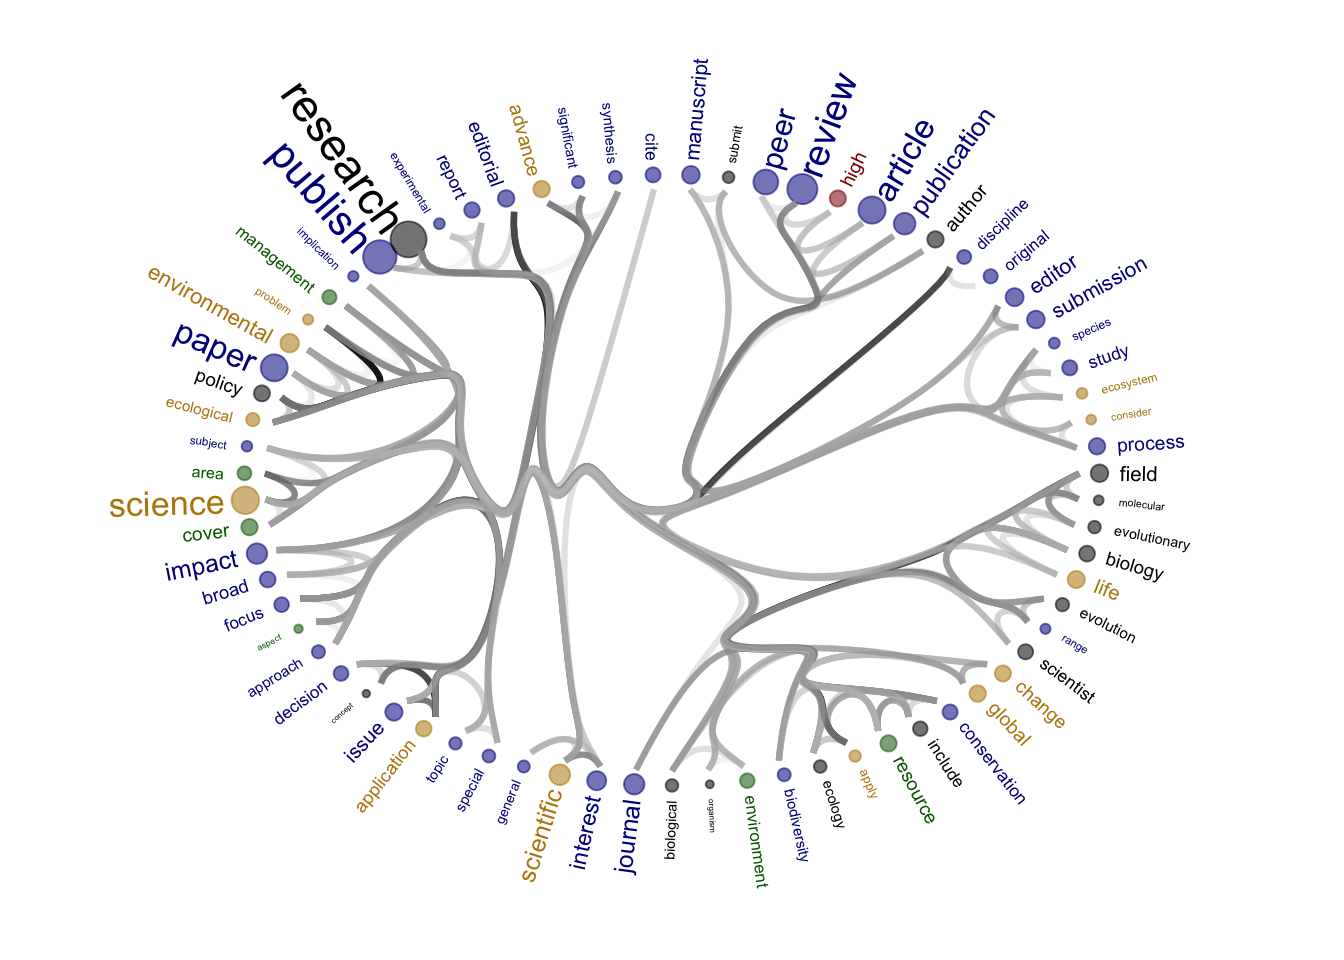 cite
manuscript
submit
peer
review
high
article
publication
author
discipline
original
editor
submission
species
study
ecosystem
consider
process
field
molecular
evolutionary
biology
life
evolution
range
scientist
change
global
conservation
include
resource
apply
ecology
biodiversity
environment
organism
biological
journal
interest
scientific
general
special
topic
application
issue
concept
decision
approach
aspect
focus
broad
impact
cover
science
area
subject
ecological
policy
paper
environmental
problem
management
implication
publish
research
experimental
report
editorial
advance
significant
synthesis